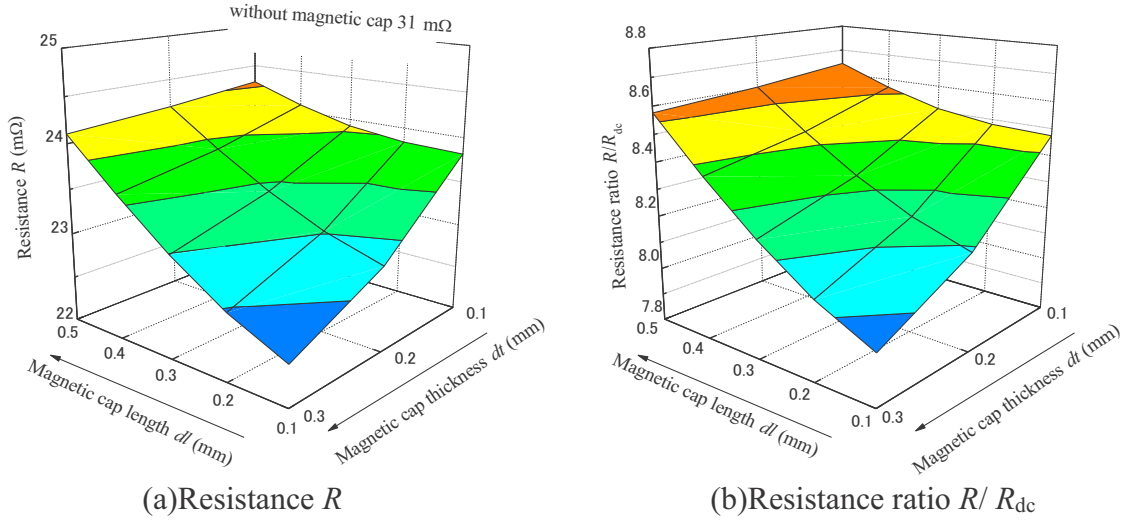 without magnetic cap 31 mΩ
25
24
23
22
Resistance R (mΩ)
0.5
0.4
0.3
0.2
0.1
Magnetic cap length dl (mm)
0.3
0.2
0.1
Magnetic cap thickness dt (mm)
(a)Resistance R
8.8
8.6
8.4
8.2
8.0
7.8
Resistance ratio R/Rdc
0.5
0.4
0.3
0.2
0.1
Magnetic cap length dl (mm)
0.3
0.2
0.1
Magnetic cap thickness dt (mm)
(b)Resistance ratio R/ Rdc